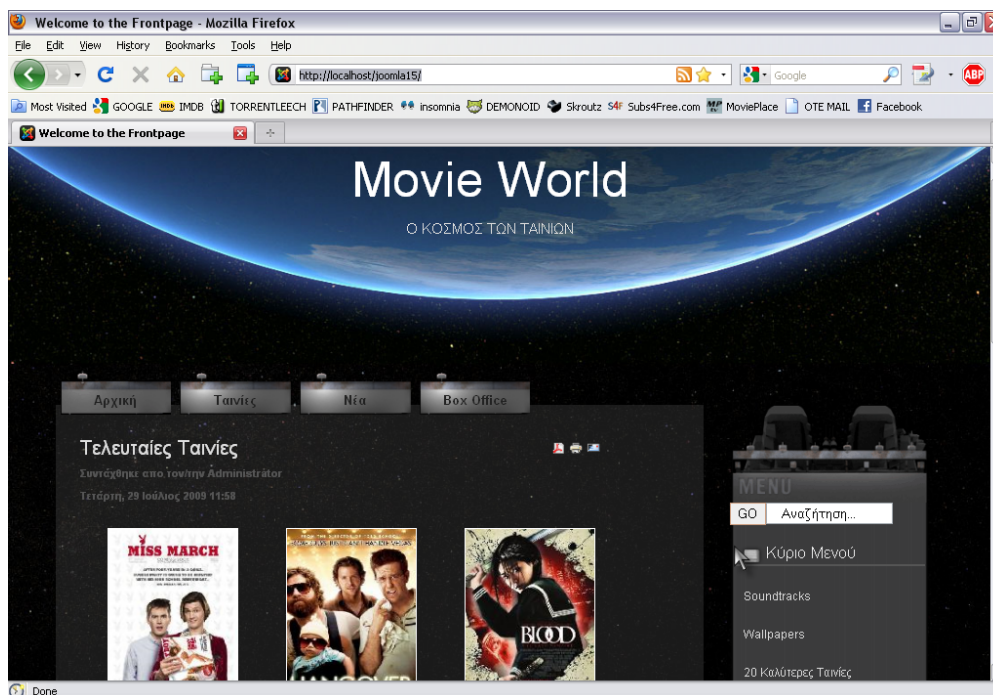 Welcome to the Frontpage - Mozilla Firefox
File Edit View History Bookmarks Tools Help
http://localhost/joomla15/
Google
ABP
Most Visited GOOGLE IMDB TORRENTLEECH PATHFINDER insomnia DEMONOID Skroutz S4F Subs4Free.com MoviePlace OTE MAIL Facebook
Welcome to the Frontpage
Movie World
Ο ΚΟΣΜΟΣ ΤΩΝ ΤΑΙΝΙΩΝ
Αρχική Ταινίες Νέα Box Office
Τελευταίες Ταινίες
Συντάχθηκε απο τον/την Administrator
Τετάρτη, 29 Ιούλιος 2009 11:58
MISS MARCH
BLOOD
HANGOVER
MENU
GO Αναζήτηση...
Κύριο Μενού
Soundtracks
Wallpapers
20 Καλύτερες Ταινίες
Done